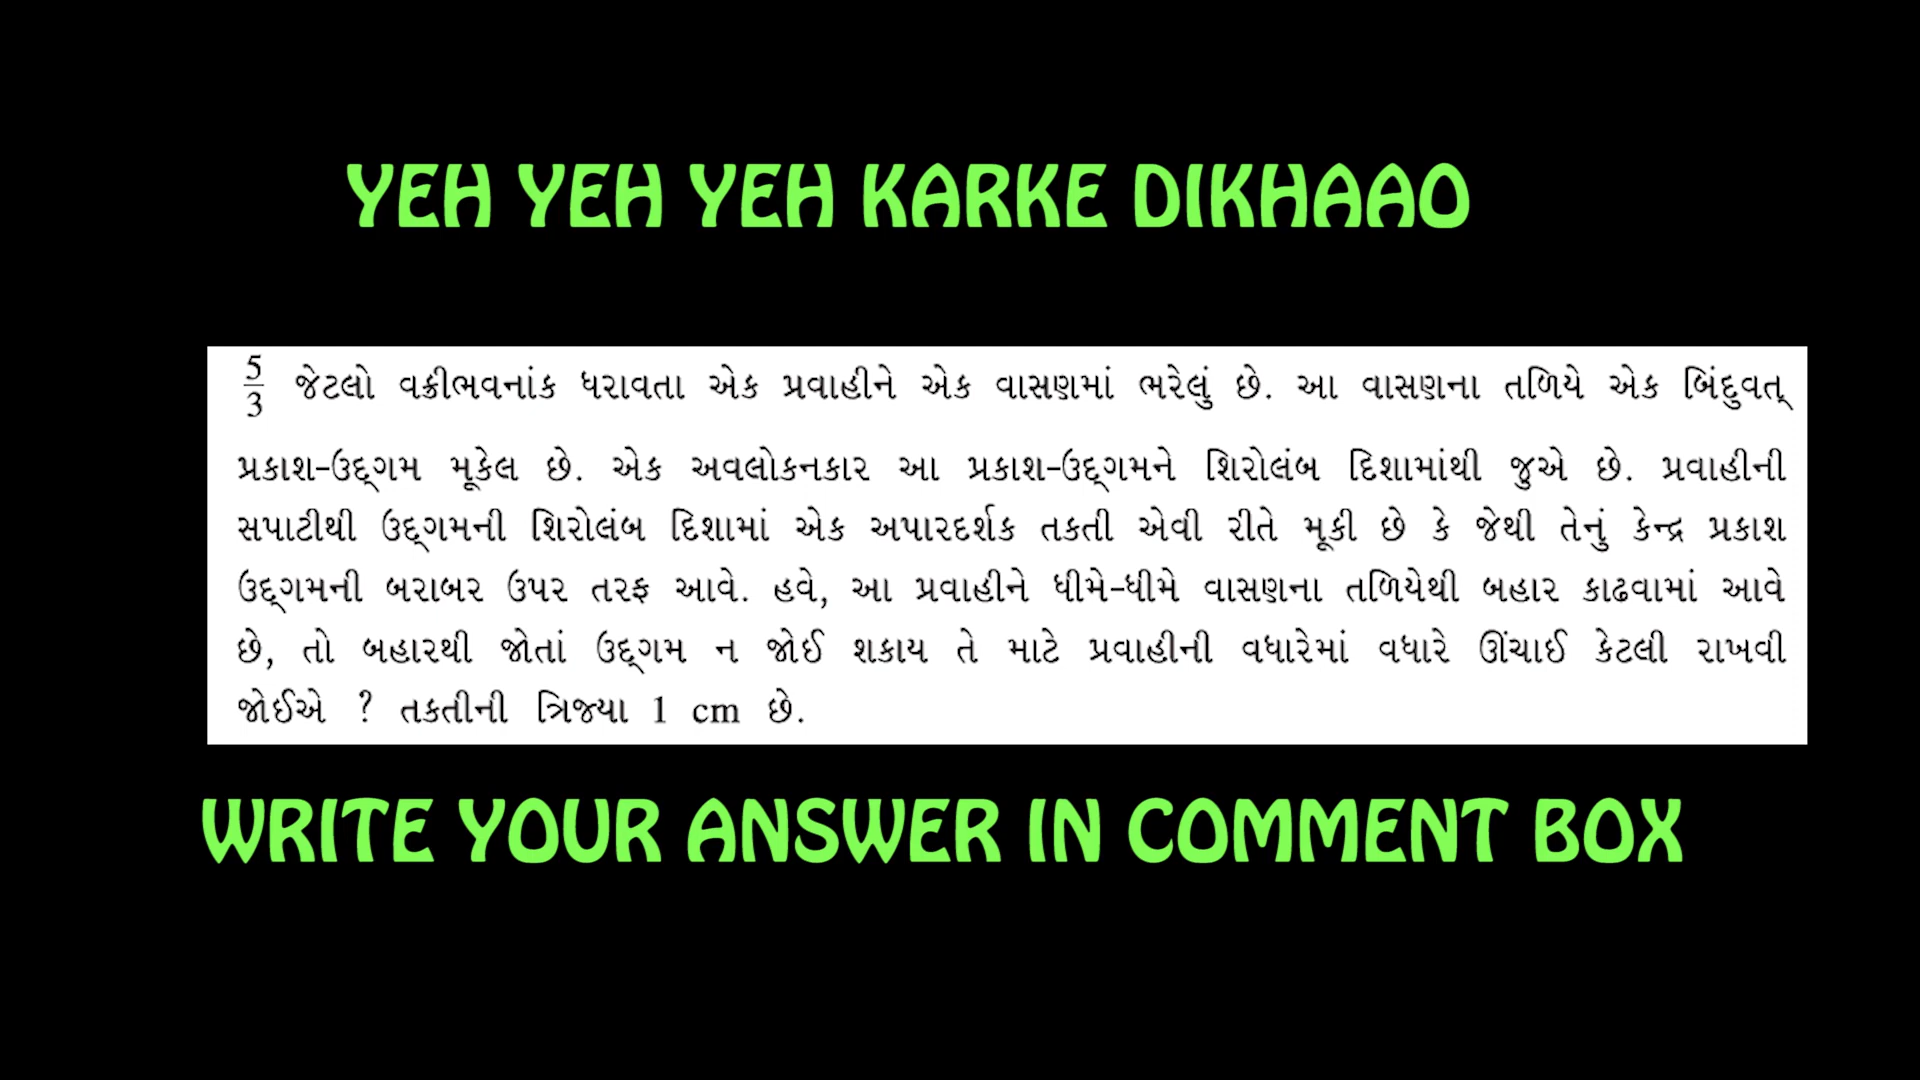 YEH YEH YEH KARKE DIKHAAO
5/3 જેટલો વક્રીભવનાંક ધરાવતા એક પ્રવાહીને એક વાસણમાં ભરેલું છે. આ વાસણના તળિયે એક બિંદુવત્
પ્રકાશ-ઉદ્ગમ મૂકેલ છે. એક અવલોકનકાર આ પ્રકાશ-ઉદ્ગમને શિરોલંબ દિશામાંથી જુએ છે. પ્રવાહીની
સપાટીથી ઉદ્ગમની શિરોલંબ દિશામાં એક અપારદર્શક તકતી એવી રીતે મૂકી છે કે જેથી તેનું કેન્દ્ર પ્રકાશ
ઉદ્ગમની બરાબર ઉપર તરફ આવે. હવે, આ પ્રવાહીને ધીમે-ધીમે વાસણના તળિયેથી બહાર કાઢવામાં આવે
છે, તો બહારથી જોતાં ઉદ્ગમ ન જોઈ શકાય તે માટે પ્રવાહીની વધારેમાં વધારે ઊંચાઈ કેટલી રાખવી
જોઈએ ? તકતીની ત્રિજ્યા 1 cm છે.
WRITE YOUR ANSWER IN COMMENT BOX